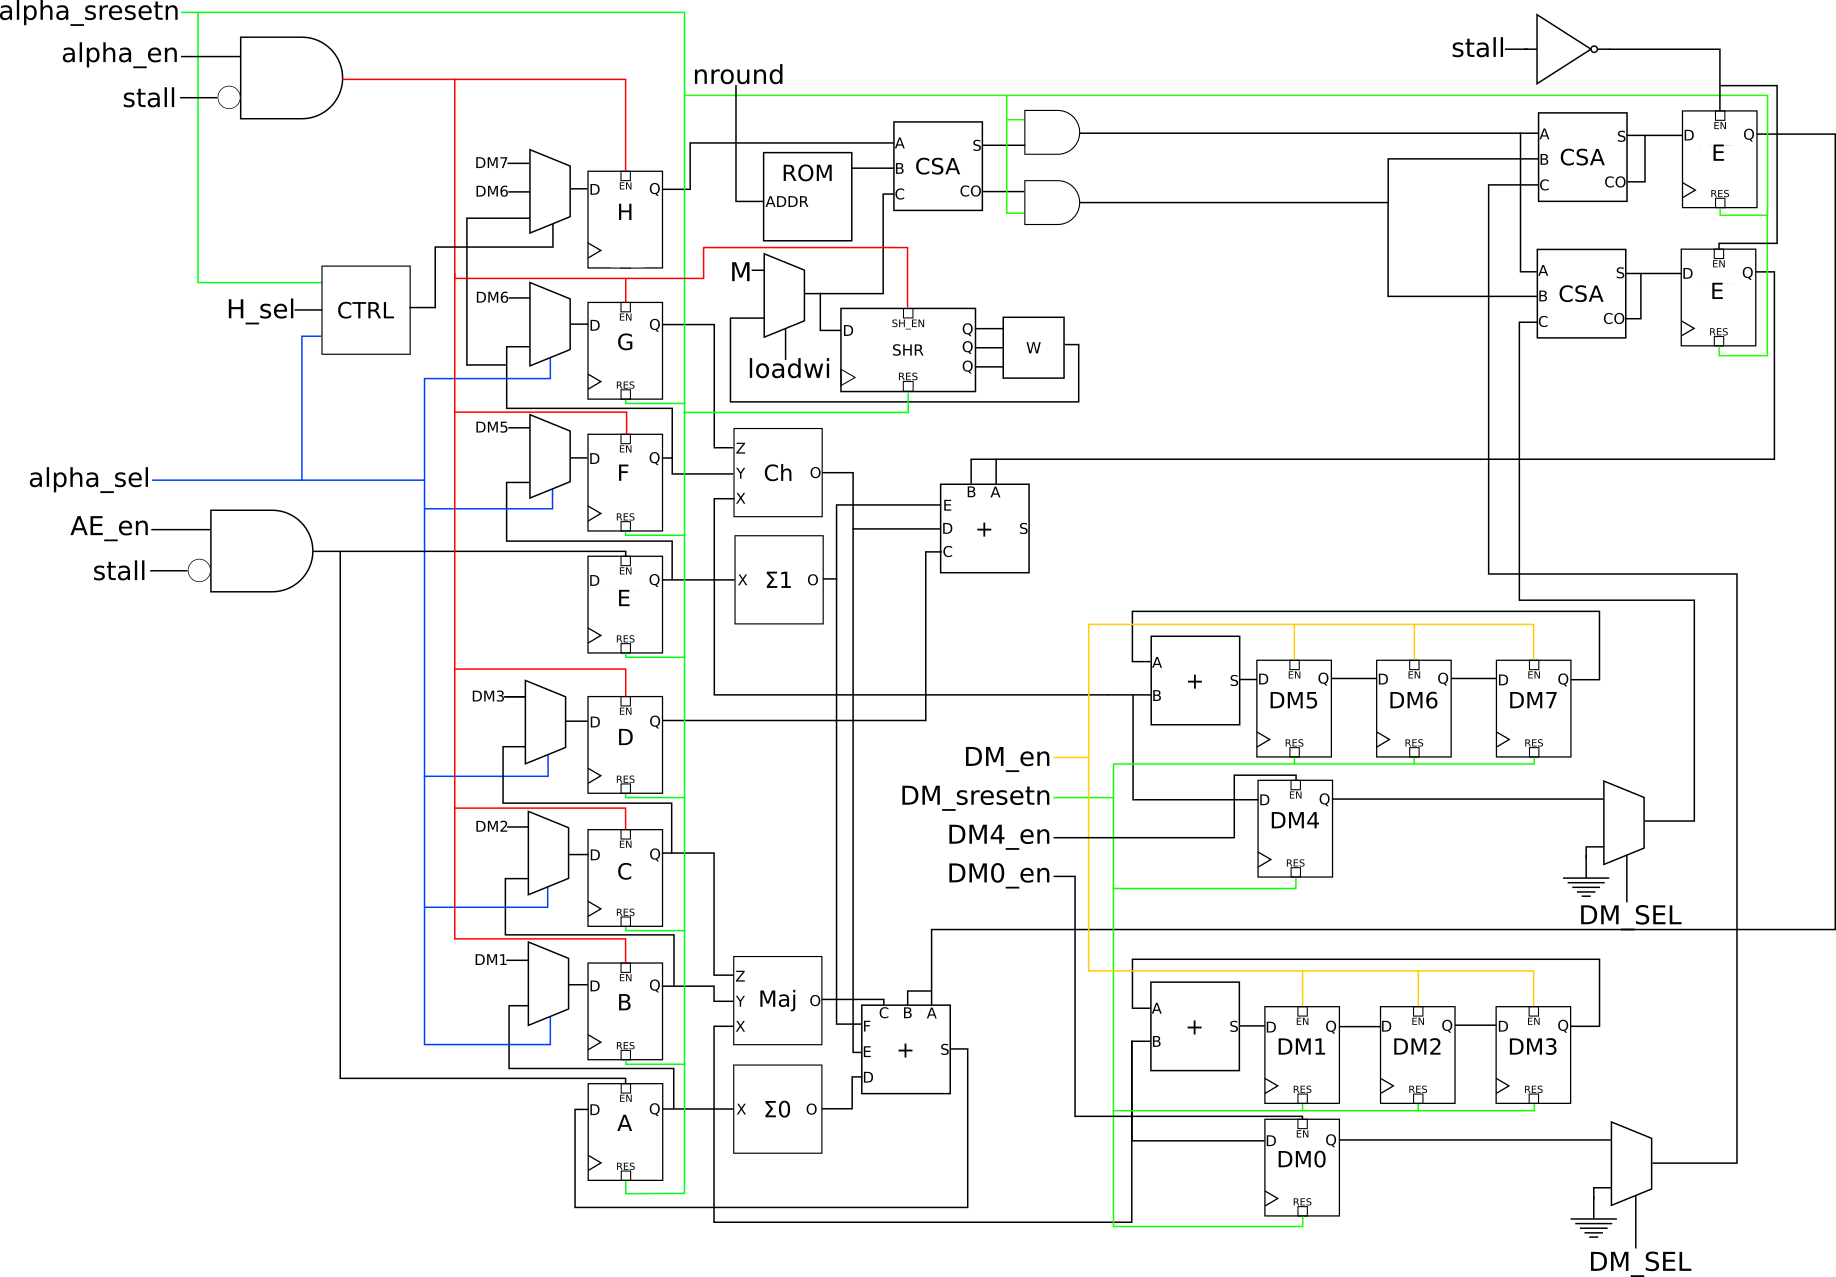 alpha_sresetn
alpha_en
stall
nround
stall
DM7
DM6
D
EN
Q
H
ROM
ADDR
A
B
C
CSA
S
CO
A
B
C
CSA
S
CO
D
EN
Q
E
RES
H_sel
CTRL
DM6
D
EN
Q
G
RES
M
loadwi
D
SH_EN
SHR
RES
Q
Q
Q
W
A
B
C
CSA
S
CO
D
EN
Q
E
RES
DM5
D
EN
Q
F
RES
Z
Y
X
Ch
O
alpha_sel
AE_en
stall
D
EN
Q
E
RES
X
Σ1
O
B
A
E
D
C
+
S
DM3
D
EN
Q
D
RES
A
B
+
S
D
EN
Q
DM5
RES
D
EN
Q
DM6
RES
D
EN
Q
DM7
RES
DM_en
DM_sresetn
DM4_en
DM0_en
D
EN
Q
DM4
RES
DM_SEL
DM2
D
EN
Q
C
RES
DM1
D
EN
Q
B
RES
Z
Y
X
Maj
O
C
B
A
F
E
D
+
S
A
B
+
S
D
EN
Q
DM1
RES
D
EN
Q
DM2
RES
D
EN
Q
DM3
RES
D
EN
Q
A
RES
X
Σ0
O
D
EN
Q
DM0
RES
DM_SEL